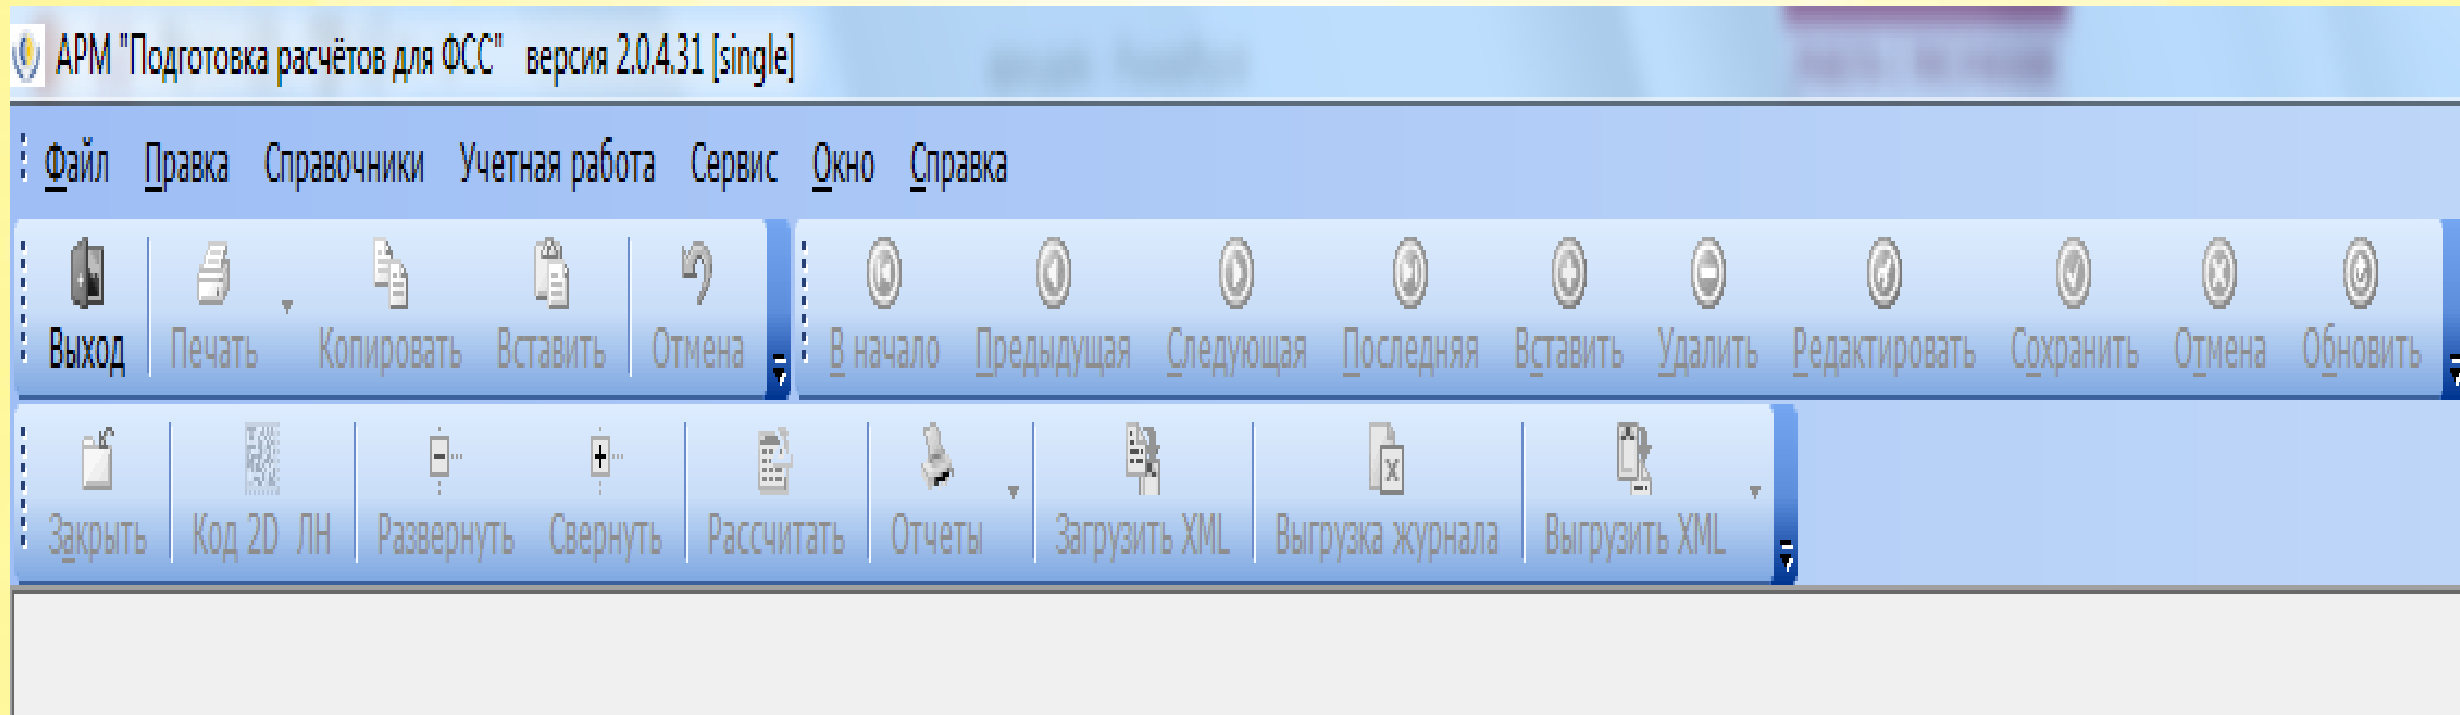 АРМ "Подготовка расчётов для ФСС" версия 2.0.4.31 [single]
Файл Правка Справочники Учетная работа Сервис Окно Справка
Выход Печать Копировать Вставить Отмена В начало Предыдущая Следующая Последняя Вставить Удалить Редактировать Сохранить Отмена Обновить
Закрыть Код 2D ЛН Развернуть Свернуть Рассчитать Отчеты Загрузить XML Выгрузка журнала Выгрузить XML